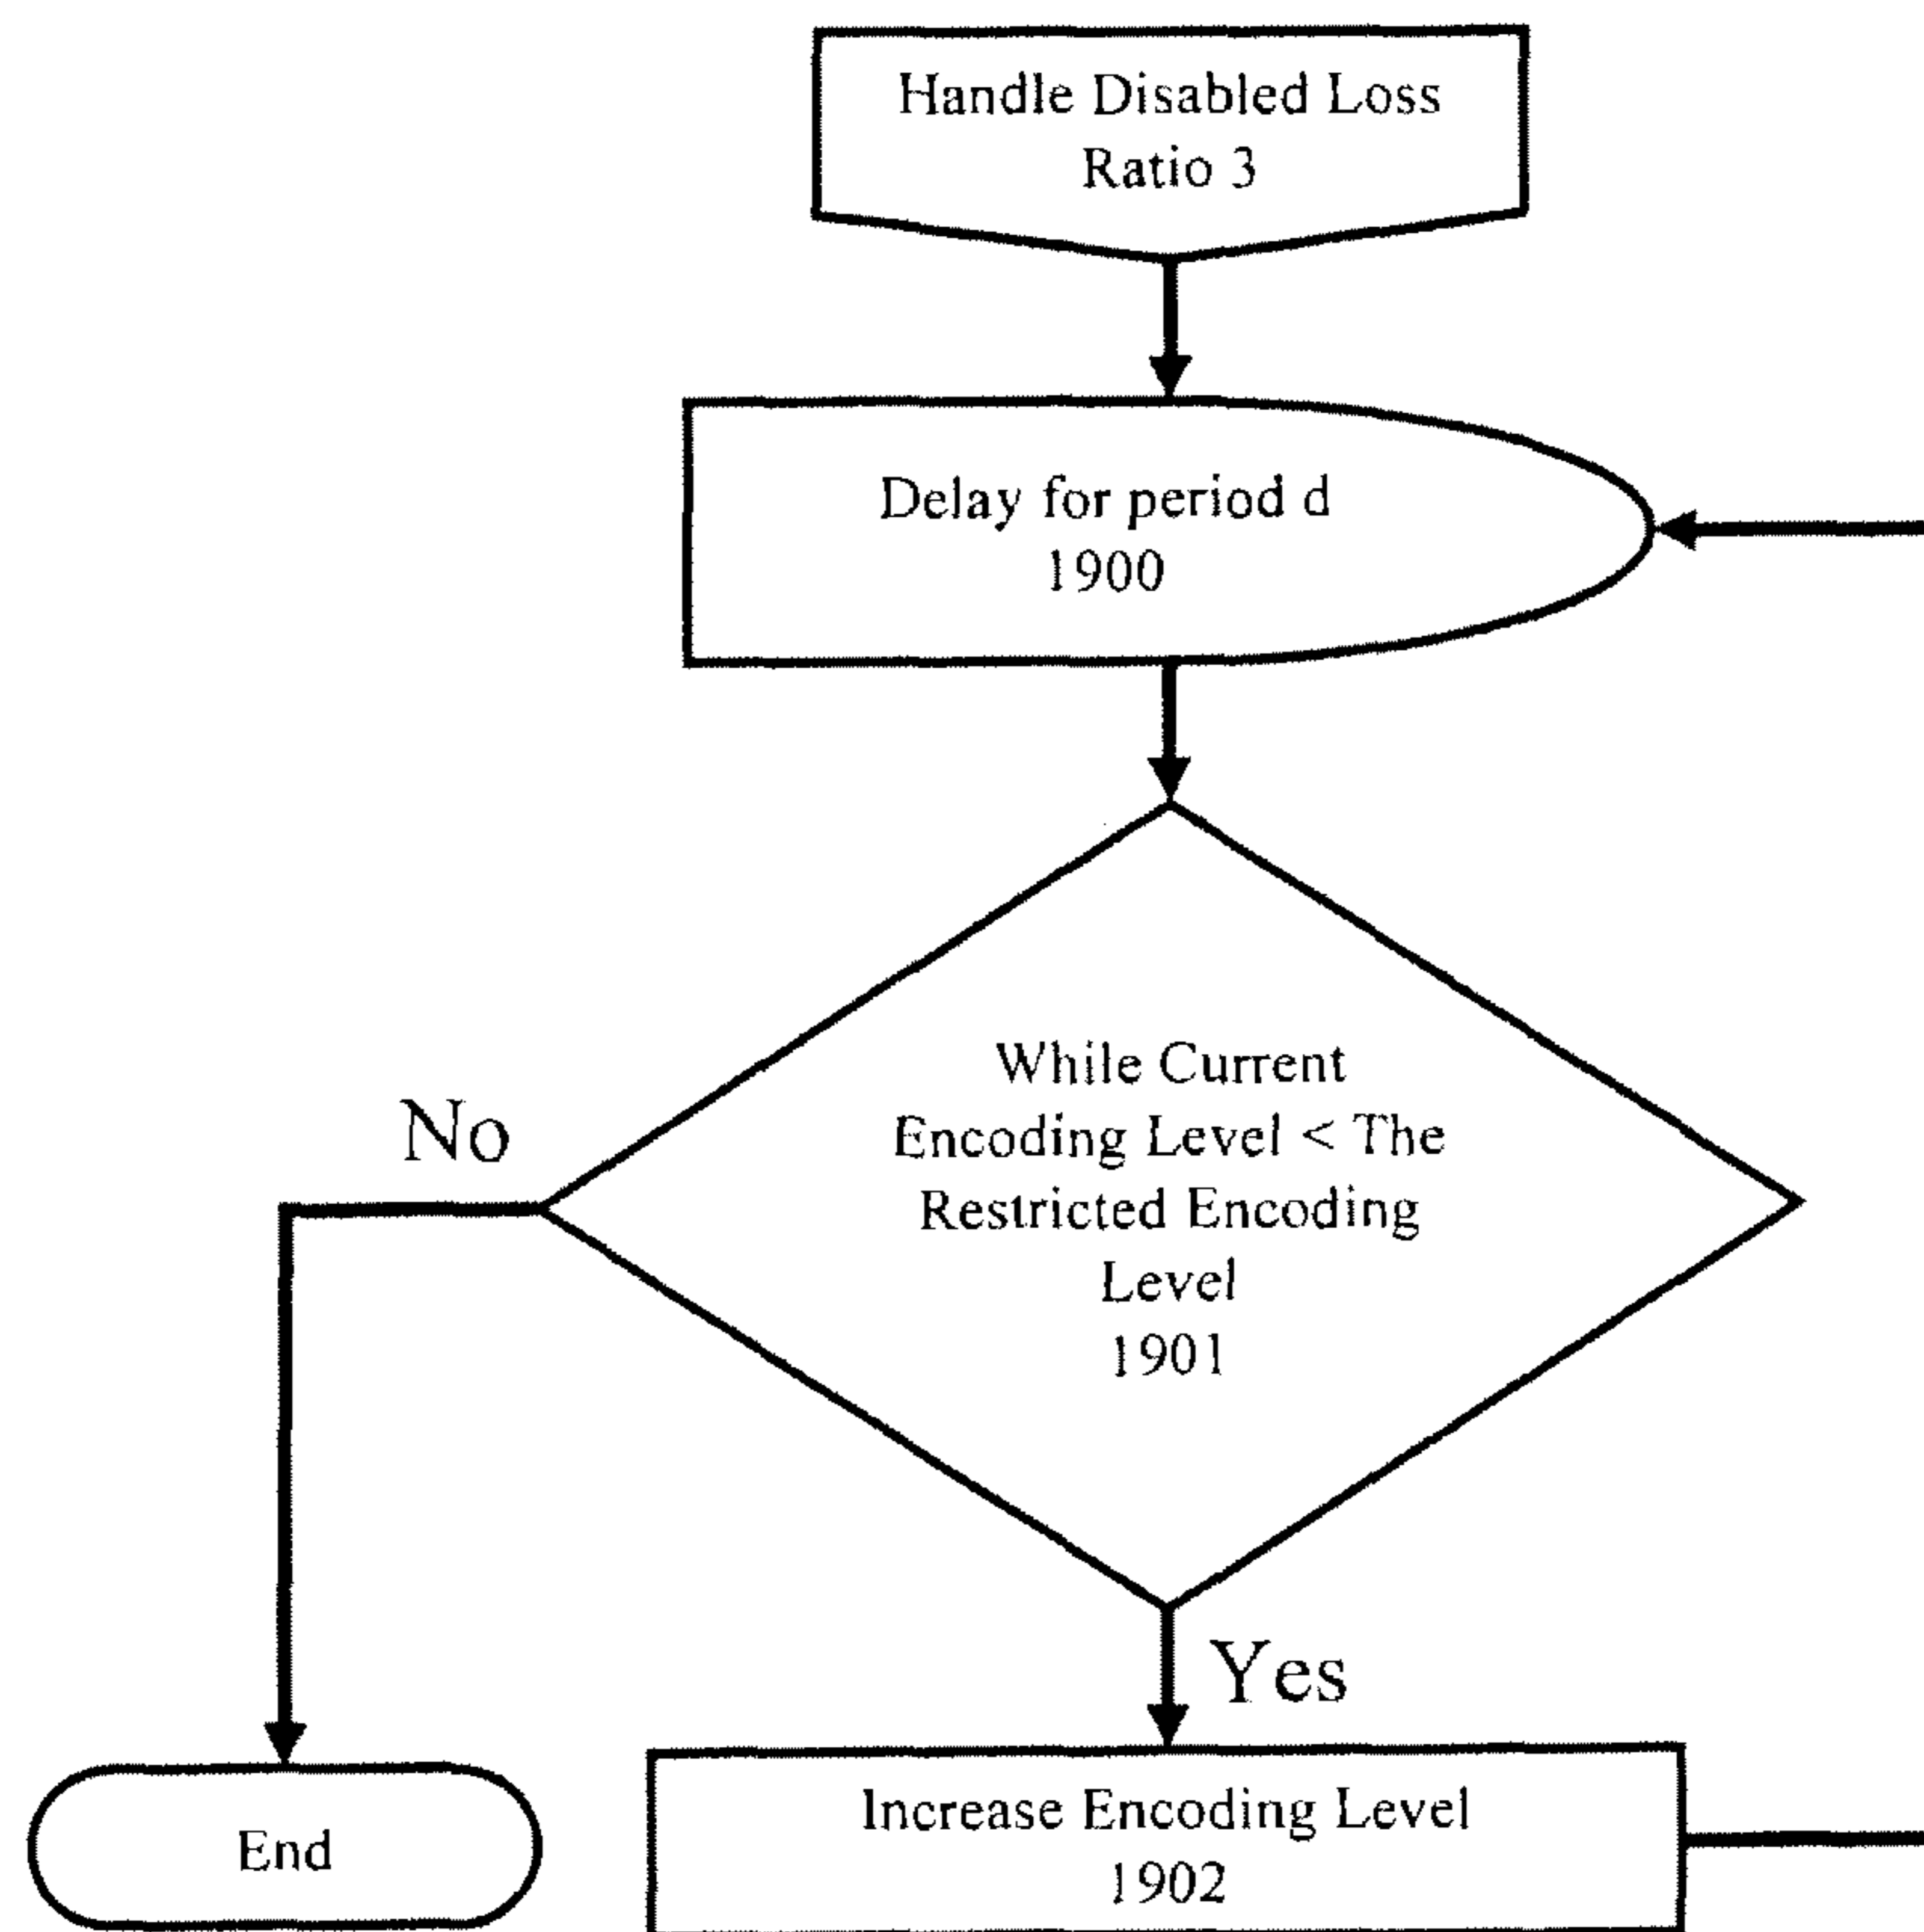 Handle Disabled Loss
Ratio 3
Delay for period d
1900
While Current
Encoding Level < The
Restricted Encoding
Level
1901
No
Yes
Increase Encoding Level
1902
End